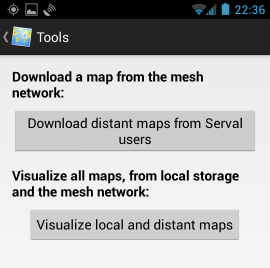 22:36
Tools
Download a map from the mesh
network:
Download distant maps from Serval
users
Visualize all maps, from local storage
and the mesh network:
Visualize local and distant maps